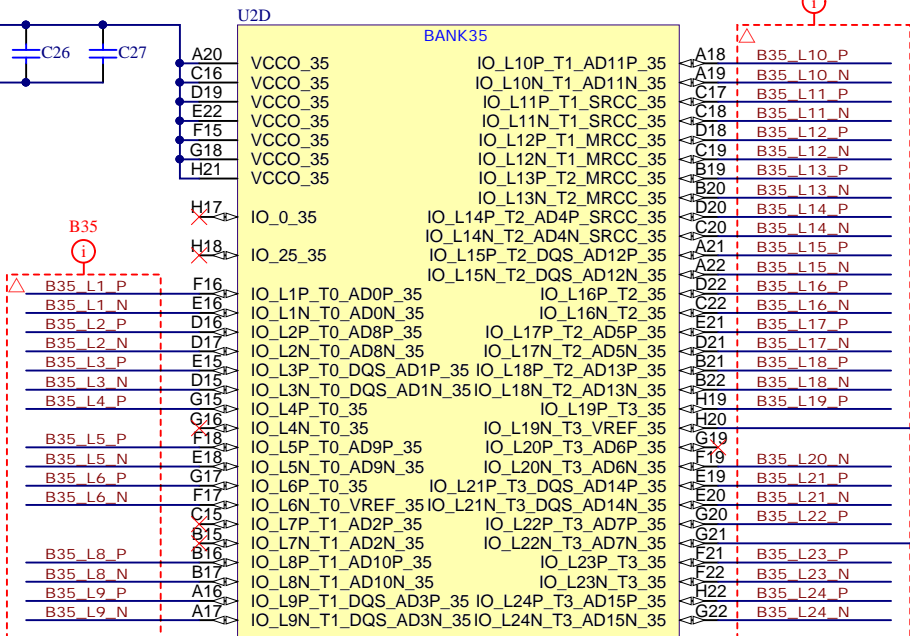 U2D
BANK35
C26
C27
A20 VCCO_35
C16 VCCO_35
D19 VCCO_35
E22 VCCO_35
F15 VCCO_35
G18 VCCO_35
H21 VCCO_35
H17 IO_0_35
H18 IO_25_35
B35
i
B35_L1_P F16 IO_L1P_T0_AD0P_35
B35_L1_N E16 IO_L1N_T0_AD0N_35
B35_L2_P D16 IO_L2P_T0_AD8P_35
B35_L2_N D17 IO_L2N_T0_AD8N_35
B35_L3_P E15 IO_L3P_T0_DQS_AD1P_35
B35_L3_N D15 IO_L3N_T0_DQS_AD1N_35
B35_L4_P G15 IO_L4P_T0_35
G16 IO_L4N_T0_35
B35_L5_P F18 IO_L5P_T0_AD9P_35
B35_L5_N E18 IO_L5N_T0_AD9N_35
B35_L6_P G17 IO_L6P_T0_35
B35_L6_N F17 IO_L6N_T0_VREF_35
C15 IO_L7P_T1_AD2P_35
B15 IO_L7N_T1_AD2N_35
B35_L8_P B16 IO_L8P_T1_AD10P_35
B35_L8_N B17 IO_L8N_T1_AD10N_35
B35_L9_P A16 IO_L9P_T1_DQS_AD3P_35
B35_L9_N A17 IO_L9N_T1_DQS_AD3N_35
i
IO_L10P_T1_AD11P_35 A18 B35_L10_P
IO_L10N_T1_AD11N_35 A19 B35_L10_N
IO_L11P_T1_SRCC_35 C17 B35_L11_P
IO_L11N_T1_SRCC_35 C18 B35_L11_N
IO_L12P_T1_MRCC_35 D18 B35_L12_P
IO_L12N_T1_MRCC_35 C19 B35_L12_N
IO_L13P_T2_MRCC_35 B19 B35_L13_P
IO_L13N_T2_MRCC_35 B20 B35_L13_N
IO_L14P_T2_AD4P_SRCC_35 D20 B35_L14_P
IO_L14N_T2_AD4N_SRCC_35 C20 B35_L14_N
IO_L15P_T2_DQS_AD12P_35 A21 B35_L15_P
IO_L15N_T2_DQS_AD12N_35 A22 B35_L15_N
IO_L16P_T2_35 D22 B35_L16_P
IO_L16N_T2_35 C22 B35_L16_N
IO_L17P_T2_AD5P_35 E21 B35_L17_P
IO_L17N_T2_AD5N_35 D21 B35_L17_N
IO_L18P_T2_AD13P_35 B21 B35_L18_P
IO_L18N_T2_AD13N_35 B22 B35_L18_N
IO_L19P_T3_35 H19 B35_L19_P
IO_L19N_T3_VREF_35 H20
IO_L20P_T3_AD6P_35 G19
IO_L20N_T3_AD6N_35 F19 B35_L20_N
IO_L21P_T3_DQS_AD14P_35 E19 B35_L21_P
IO_L21N_T3_DQS_AD14N_35 E20 B35_L21_N
IO_L22P_T3_AD7P_35 G20 B35_L22_P
IO_L22N_T3_AD7N_35 G21
IO_L23P_T3_35 F21 B35_L23_P
IO_L23N_T3_35 F22 B35_L23_N
IO_L24P_T3_AD15P_35 H22 B35_L24_P
IO_L24N_T3_AD15N_35 G22 B35_L24_N